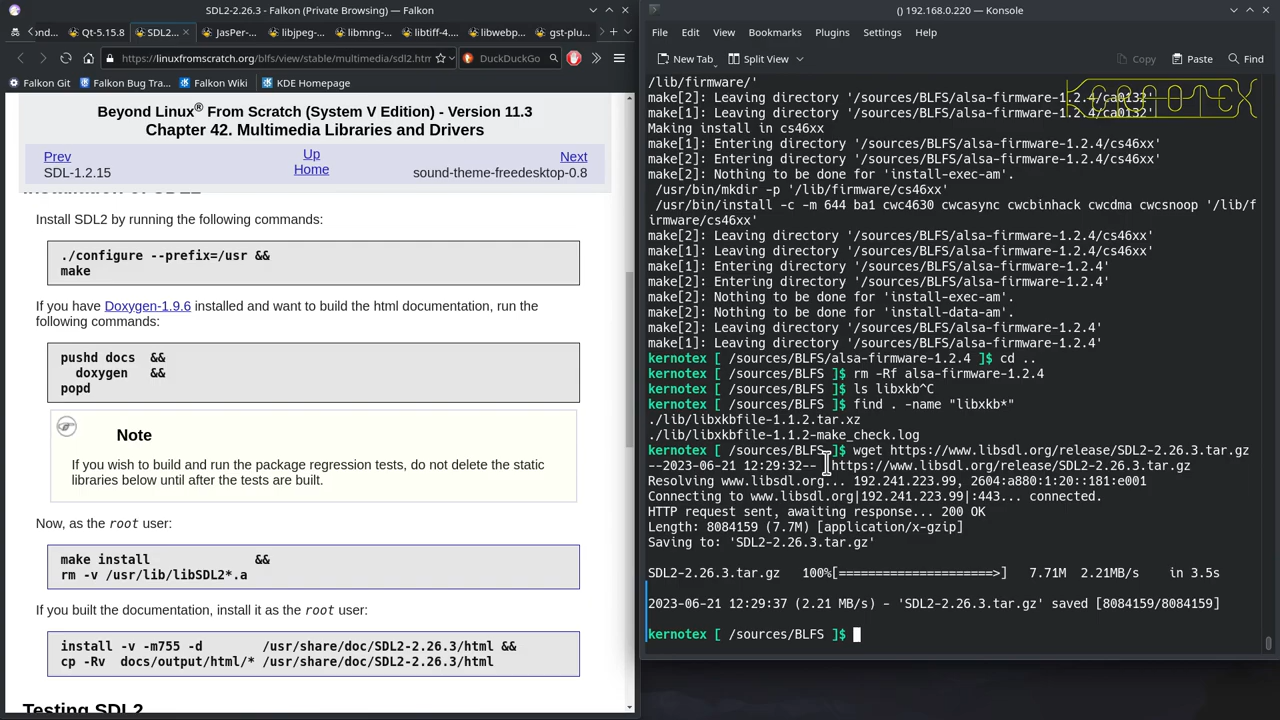 SDL2-2.26.3 - Falkon (Private Browsing) — Falkon
ond...
Qt-5.15.8
SDL2...
JasPer-...
libjpeg-...
libmng-...
libtiff-4....
libwebp...
gst-plu...
https://linuxfromscratch.org/blfs/view/stable/multimedia/sdl2.htm
DuckDuckGo
Falkon Git
Falkon Bug Tra...
Falkon Wiki
KDE Homepage
Beyond Linux® From Scratch (System V Edition) - Version 11.3
Chapter 42. Multimedia Libraries and Drivers
Prev Up Next
SDL-1.2.15 Home sound-theme-freedesktop-0.8
Installation of SDL2
Install SDL2 by running the following commands:
./configure --prefix=/usr &&
make
If you have Doxygen-1.9.6 installed and want to build the html documentation, run the
following commands:
pushd docs  &&
  doxygen   &&
popd
Note
If you wish to build and run the package regression tests, do not delete the static
libraries below until after the tests are built.
Now, as the root user:
make install              &&
rm -v /usr/lib/libSDL2*.a
If you built the documentation, install it as the root user:
install -v -m755 -d        /usr/share/doc/SDL2-2.26.3/html &&
cp -Rv  docs/output/html/* /usr/share/doc/SDL2-2.26.3/html
Testing SDL2
() 192.168.0.220 — Konsole
File Edit View Bookmarks Plugins Settings Help
New Tab Split View Copy Paste Find
KERNOTEX
/lib/firmware/'
make[2]: Leaving directory '/sources/BLFS/alsa-firmware-1.2.4/ca0132'
make[1]: Leaving directory '/sources/BLFS/alsa-firmware-1.2.4/ca0132'
Making install in cs46xx
make[1]: Entering directory '/sources/BLFS/alsa-firmware-1.2.4/cs46xx'
make[2]: Entering directory '/sources/BLFS/alsa-firmware-1.2.4/cs46xx'
make[2]: Nothing to be done for 'install-exec-am'.
 /usr/bin/mkdir -p '/lib/firmware/cs46xx'
 /usr/bin/install -c -m 644 ba1 cwc4630 cwcasync cwcbinhack cwcdma cwcsnoop '/lib/f
irmware/cs46xx'
make[2]: Leaving directory '/sources/BLFS/alsa-firmware-1.2.4/cs46xx'
make[1]: Leaving directory '/sources/BLFS/alsa-firmware-1.2.4/cs46xx'
make[1]: Entering directory '/sources/BLFS/alsa-firmware-1.2.4'
make[2]: Entering directory '/sources/BLFS/alsa-firmware-1.2.4'
make[2]: Nothing to be done for 'install-exec-am'.
make[2]: Nothing to be done for 'install-data-am'.
make[2]: Leaving directory '/sources/BLFS/alsa-firmware-1.2.4'
make[1]: Leaving directory '/sources/BLFS/alsa-firmware-1.2.4'
kernotex [ /sources/BLFS/alsa-firmware-1.2.4 ]$ cd ..
kernotex [ /sources/BLFS ]$ rm -Rf alsa-firmware-1.2.4
kernotex [ /sources/BLFS ]$ ls libxkb^C
kernotex [ /sources/BLFS ]$ find . -name "libxkb*"
./lib/libxkbfile-1.1.2.tar.xz
./lib/libxkbfile-1.1.2-make_check.log
kernotex [ /sources/BLFS ]$ wget https://www.libsdl.org/release/SDL2-2.26.3.tar.gz
--2023-06-21 12:29:32--  https://www.libsdl.org/release/SDL2-2.26.3.tar.gz
Resolving www.libsdl.org... 192.241.223.99, 2604:a880:1:20::181:e001
Connecting to www.libsdl.org|192.241.223.99|:443... connected.
HTTP request sent, awaiting response... 200 OK
Length: 8084159 (7.7M) [application/x-gzip]
Saving to: 'SDL2-2.26.3.tar.gz'
SDL2-2.26.3.tar.gz   100%[=====================>]   7.71M  2.21MB/s    in 3.5s
2023-06-21 12:29:37 (2.21 MB/s) - 'SDL2-2.26.3.tar.gz' saved [8084159/8084159]
kernotex [ /sources/BLFS ]$